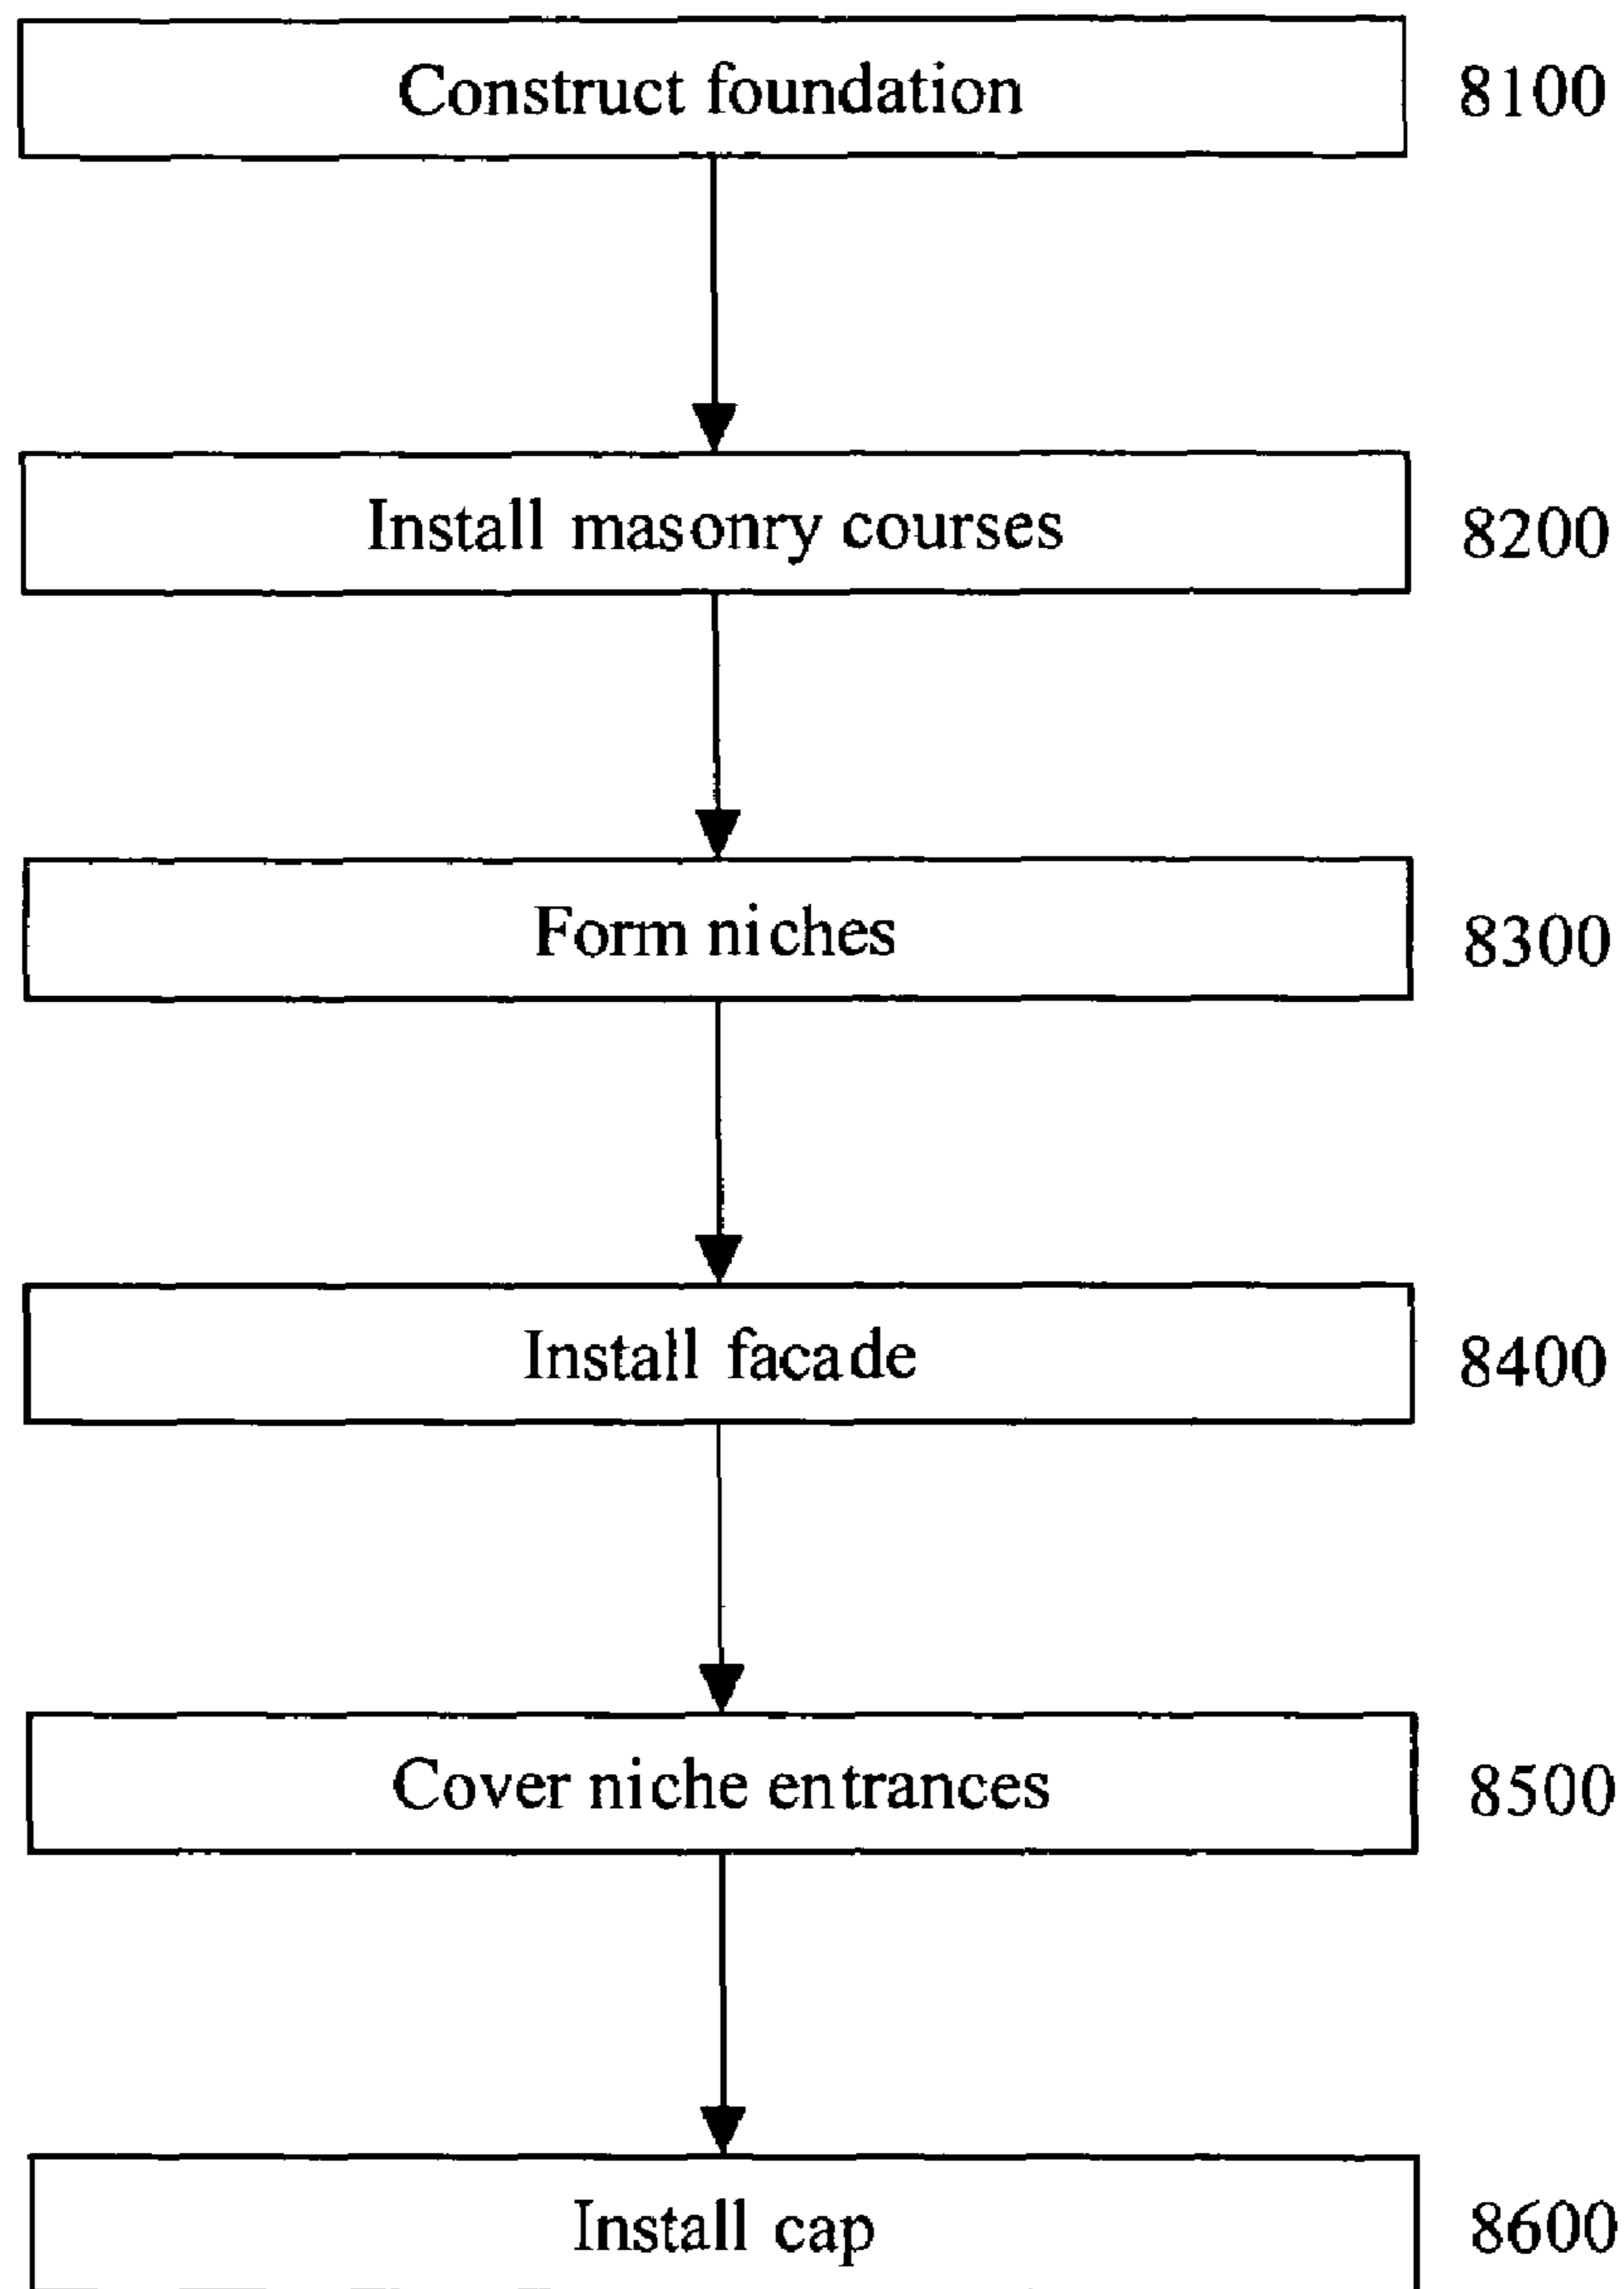 Construct foundation 8100
Install masonry courses 8200
Form niches 8300
Install facade 8400
Cover niche entrances 8500
Install cap 8600